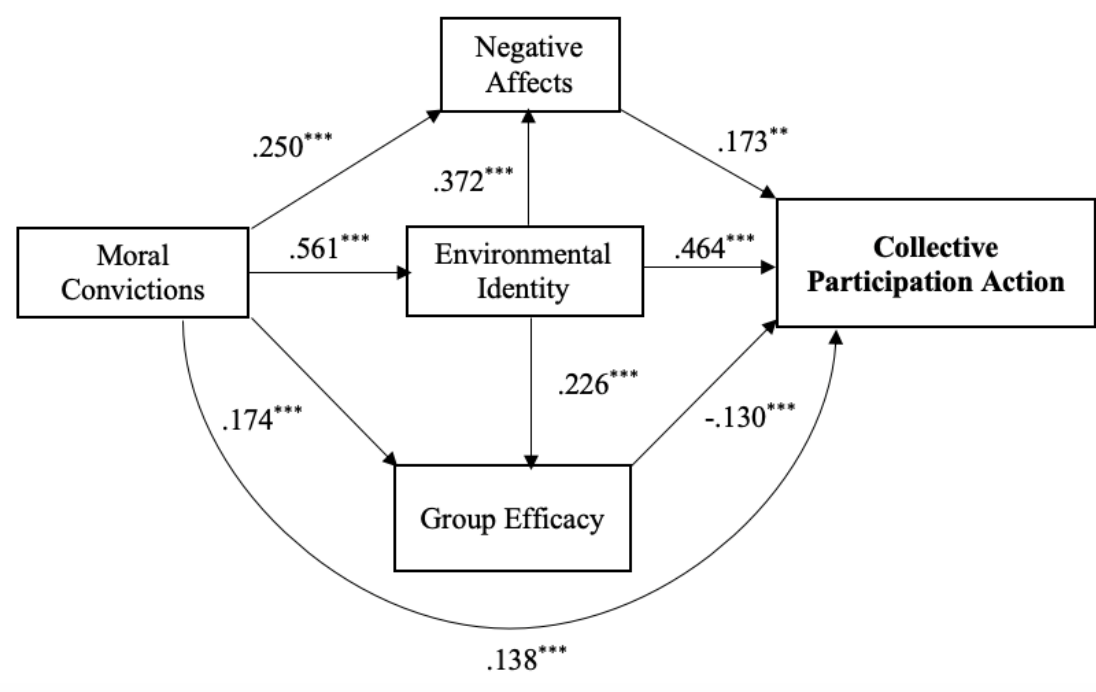 Negative
Affects
.250***
.173**
.372***
Moral
Convictions
.561***
Environmental
Identity
.464***
Collective
Participation Action
.174***
.226***
-.130***
Group Efficacy
.138***